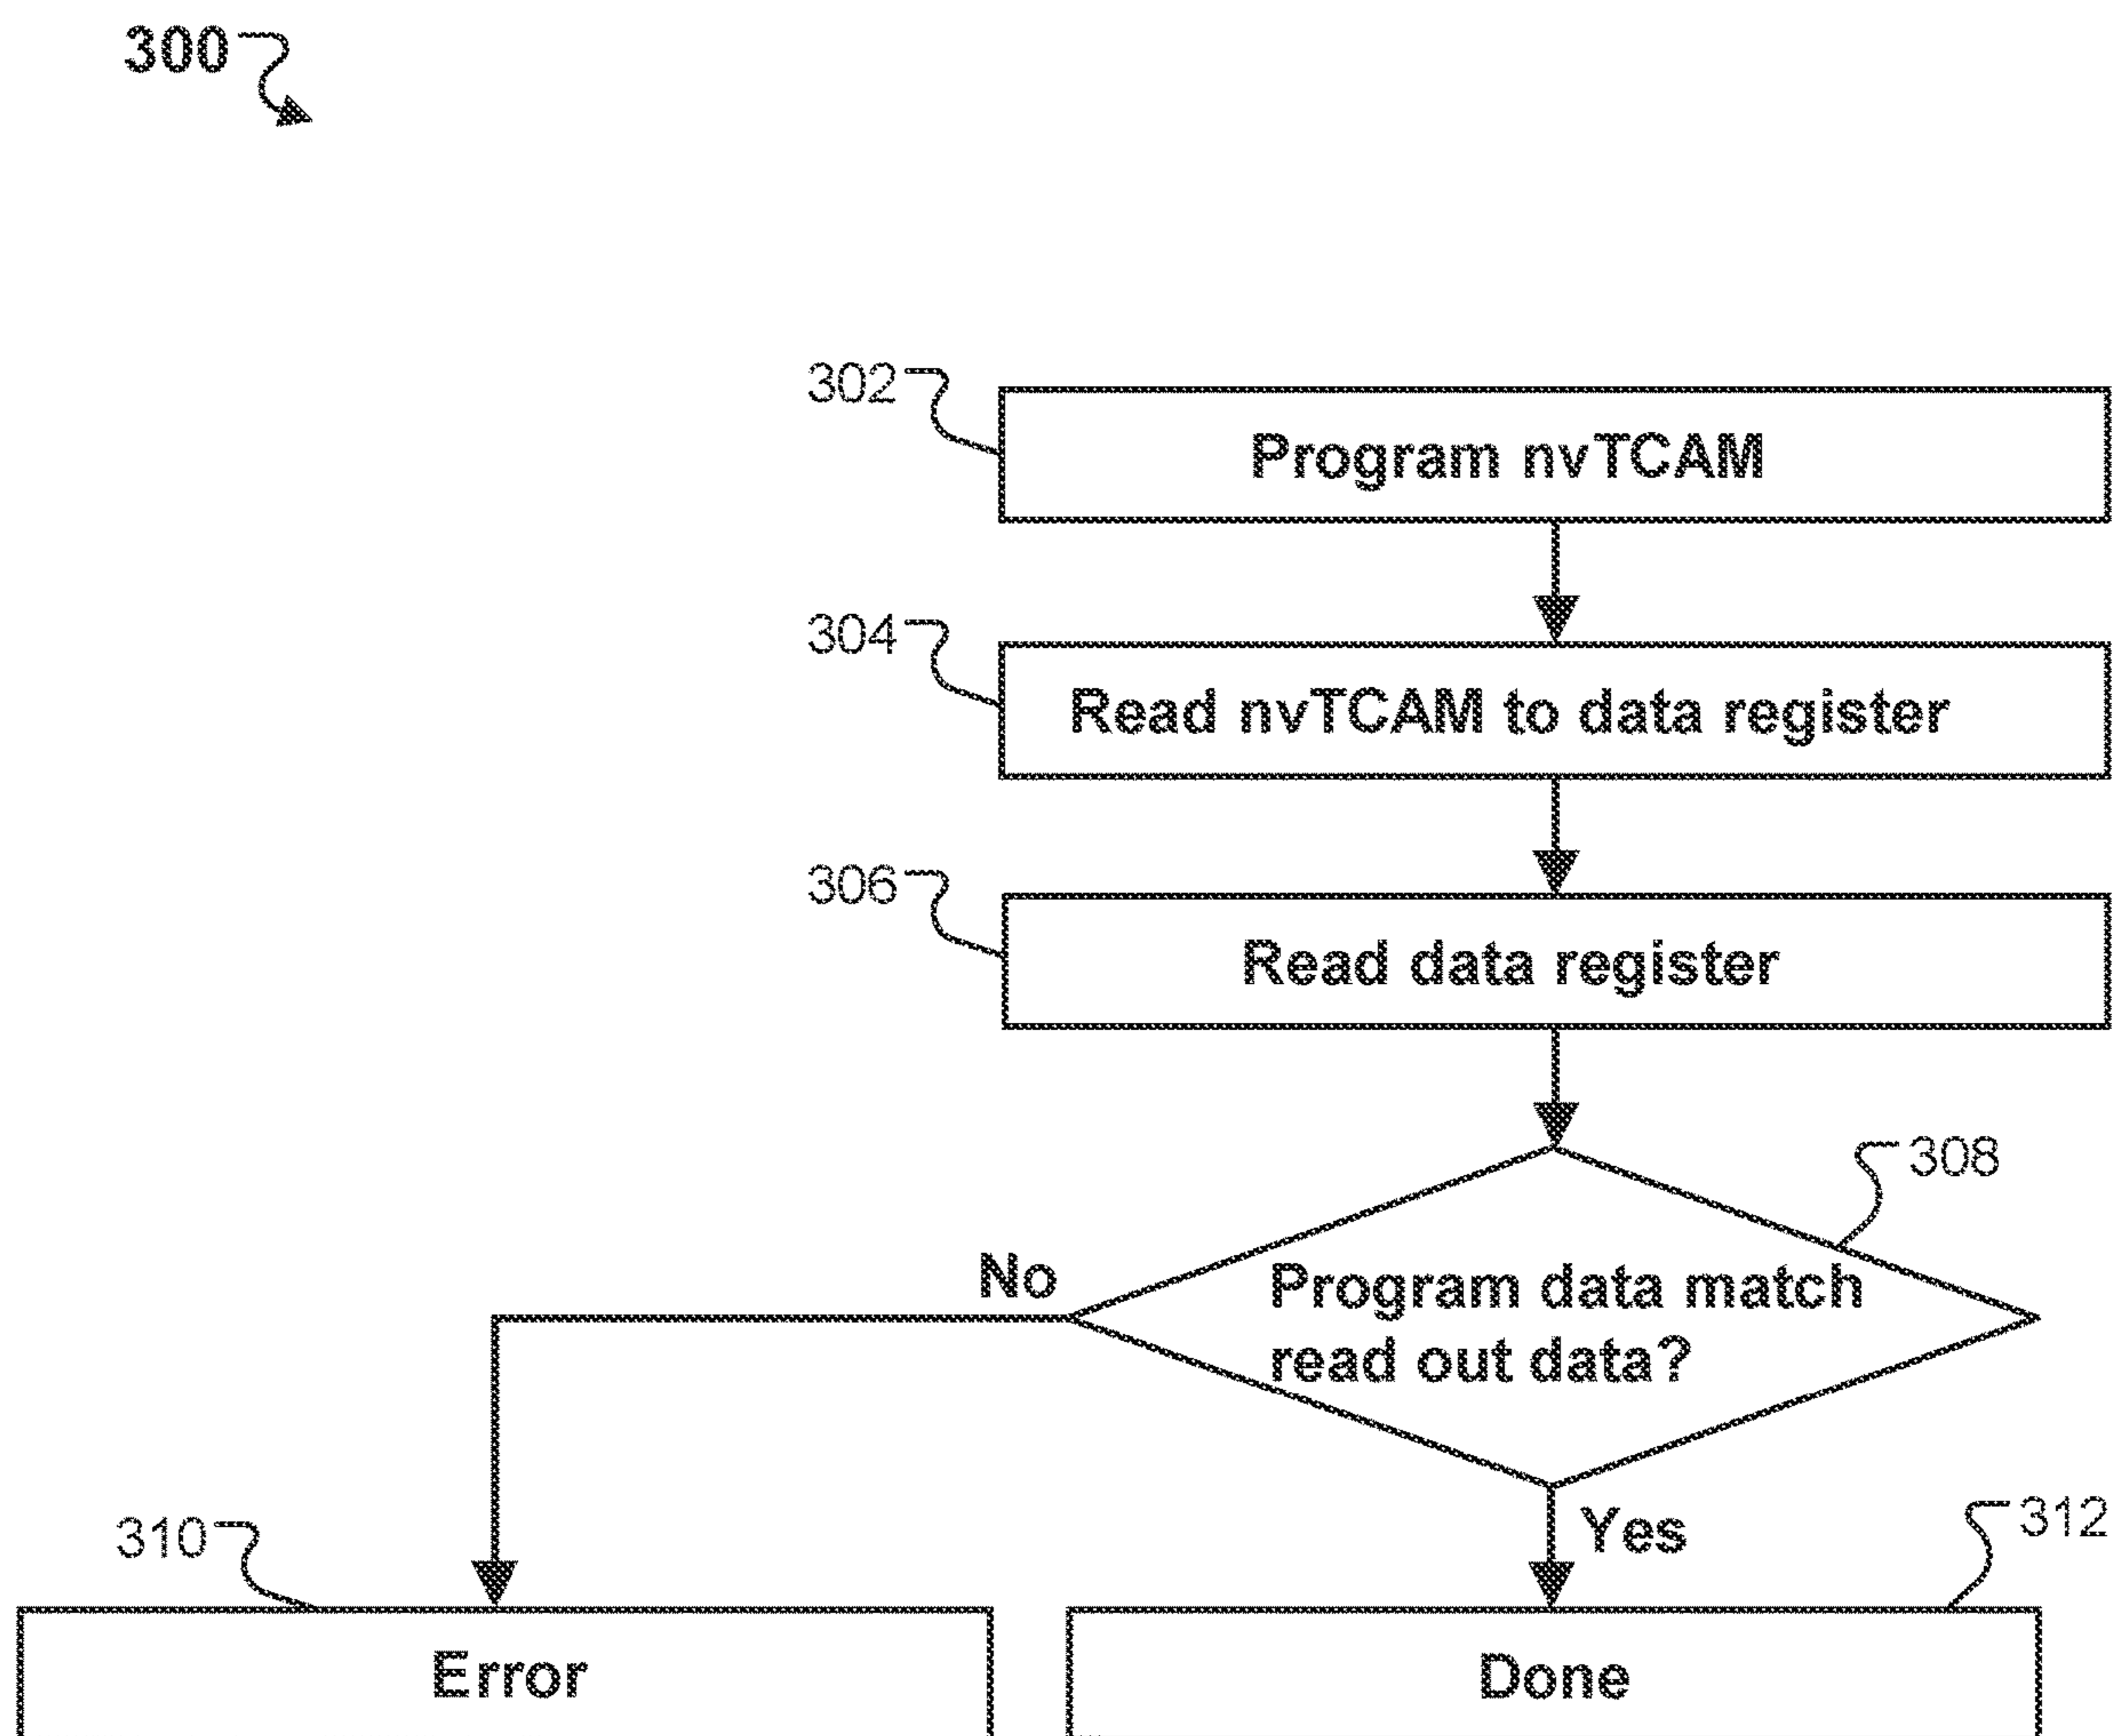 300
302
Program nvTCAM
304
Read nvTCAM to data register
306
Read data register
308
No
Program data match
read out data?
Yes
310
312
Error
Done